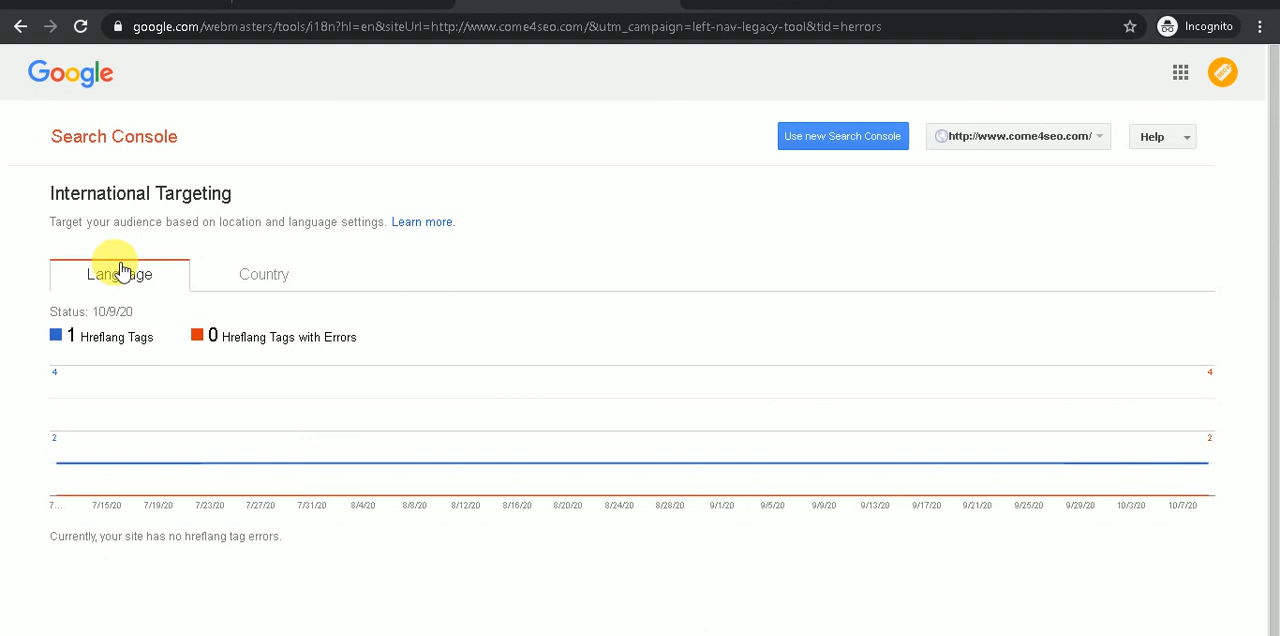 google.com/webmasters/tools/i18n?hl=en&siteUrl=http://www.come4seo.com/&utm_campaign=left-nav-legacy-tool&tid=herrors
Incognito
Google
Search Console
Use new Search Console
http://www.come4seo.com/
Help
International Targeting
Target your audience based on location and language settings. Learn more.
Language
Country
Status: 10/9/20
1 Hreflang Tags
0 Hreflang Tags with Errors
4
4
2
2
7... 7/15/20 7/19/20 7/23/20 7/27/20 7/31/20 8/4/20 8/8/20 8/12/20 8/16/20 8/20/20 8/24/20 8/28/20 9/1/20 9/5/20 9/9/20 9/13/20 9/17/20 9/21/20 9/25/20 9/29/20 10/3/20 10/7/20
Currently, your site has no hreflang tag errors.